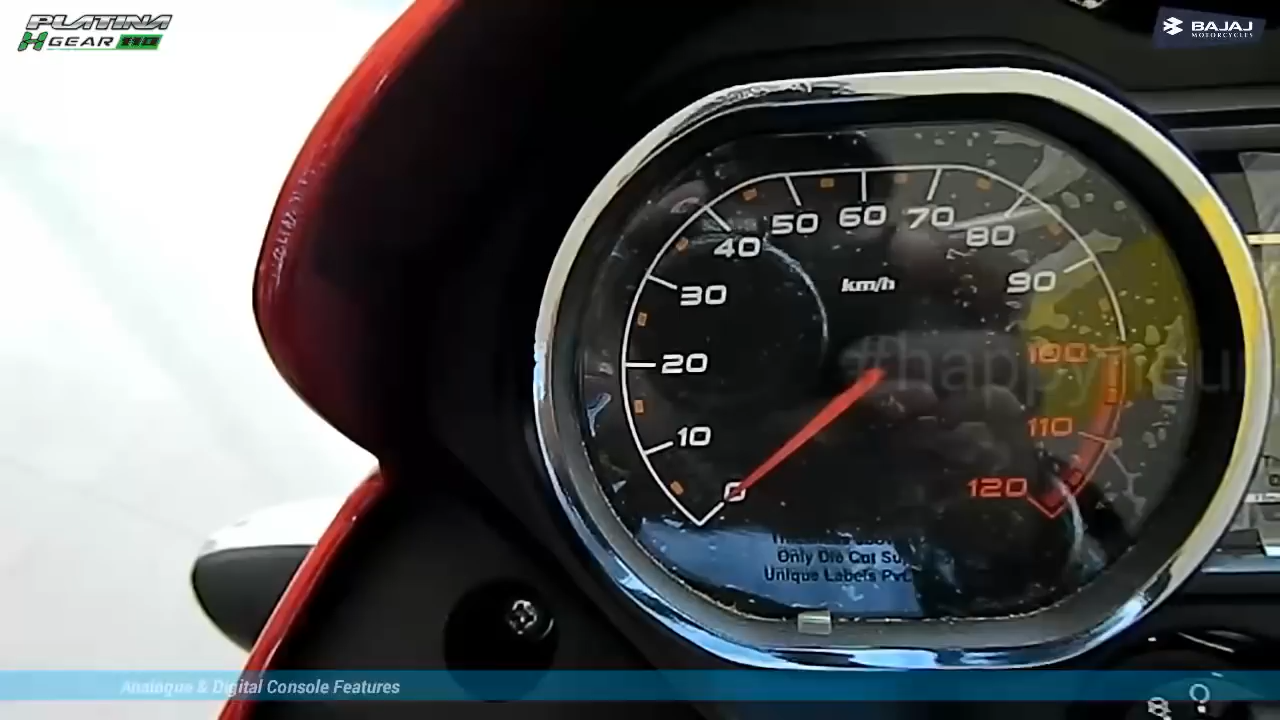 PLATINA
H GEAR 110
BAJAJ
MOTORCYCLES
0
10
20
30
40
50
60
70
80
90
100
110
120
km/h
Only Die Cut
Unique Labels
Analogue & Digital Console Features